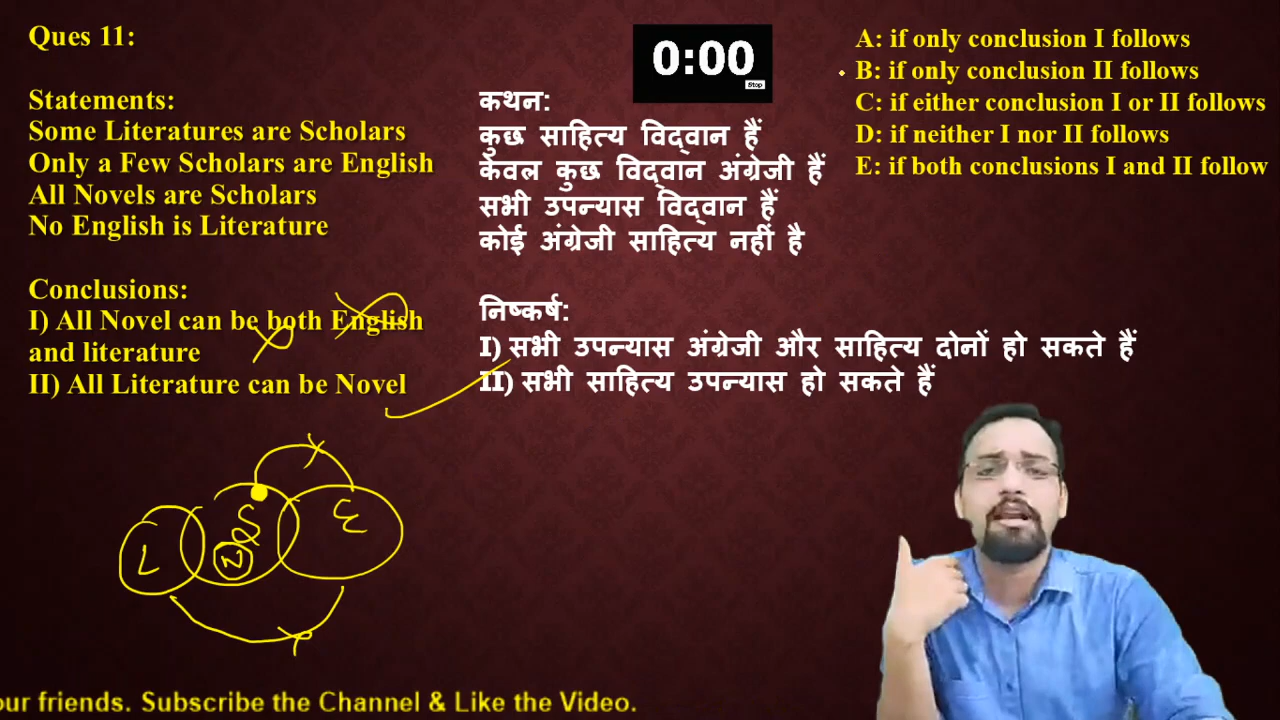 Ques 11:
Statements:
Some Literatures are Scholars
Only a Few Scholars are English
All Novels are Scholars
No English is Literature
Conclusions:
I) All Novel can be both English
and literature
II) All Literature can be Novel
0:00
Stop
कथन:
कुछ साहित्य विद्वान हैं
केवल कुछ विद्वान अंग्रेजी हैं
सभी उपन्यास विद्वान हैं
कोई अंग्रेजी साहित्य नहीं है
निष्कर्ष:
I) सभी उपन्यास अंग्रेजी और साहित्य दोनों हो सकते हैं
II) सभी साहित्य उपन्यास हो सकते हैं
A: if only conclusion I follows
B: if only conclusion II follows
C: if either conclusion I or II follows
D: if neither I nor II follows
E: if both conclusions I and II follow
L
S
N
E
our friends. Subscribe the Channel & Like the Video.